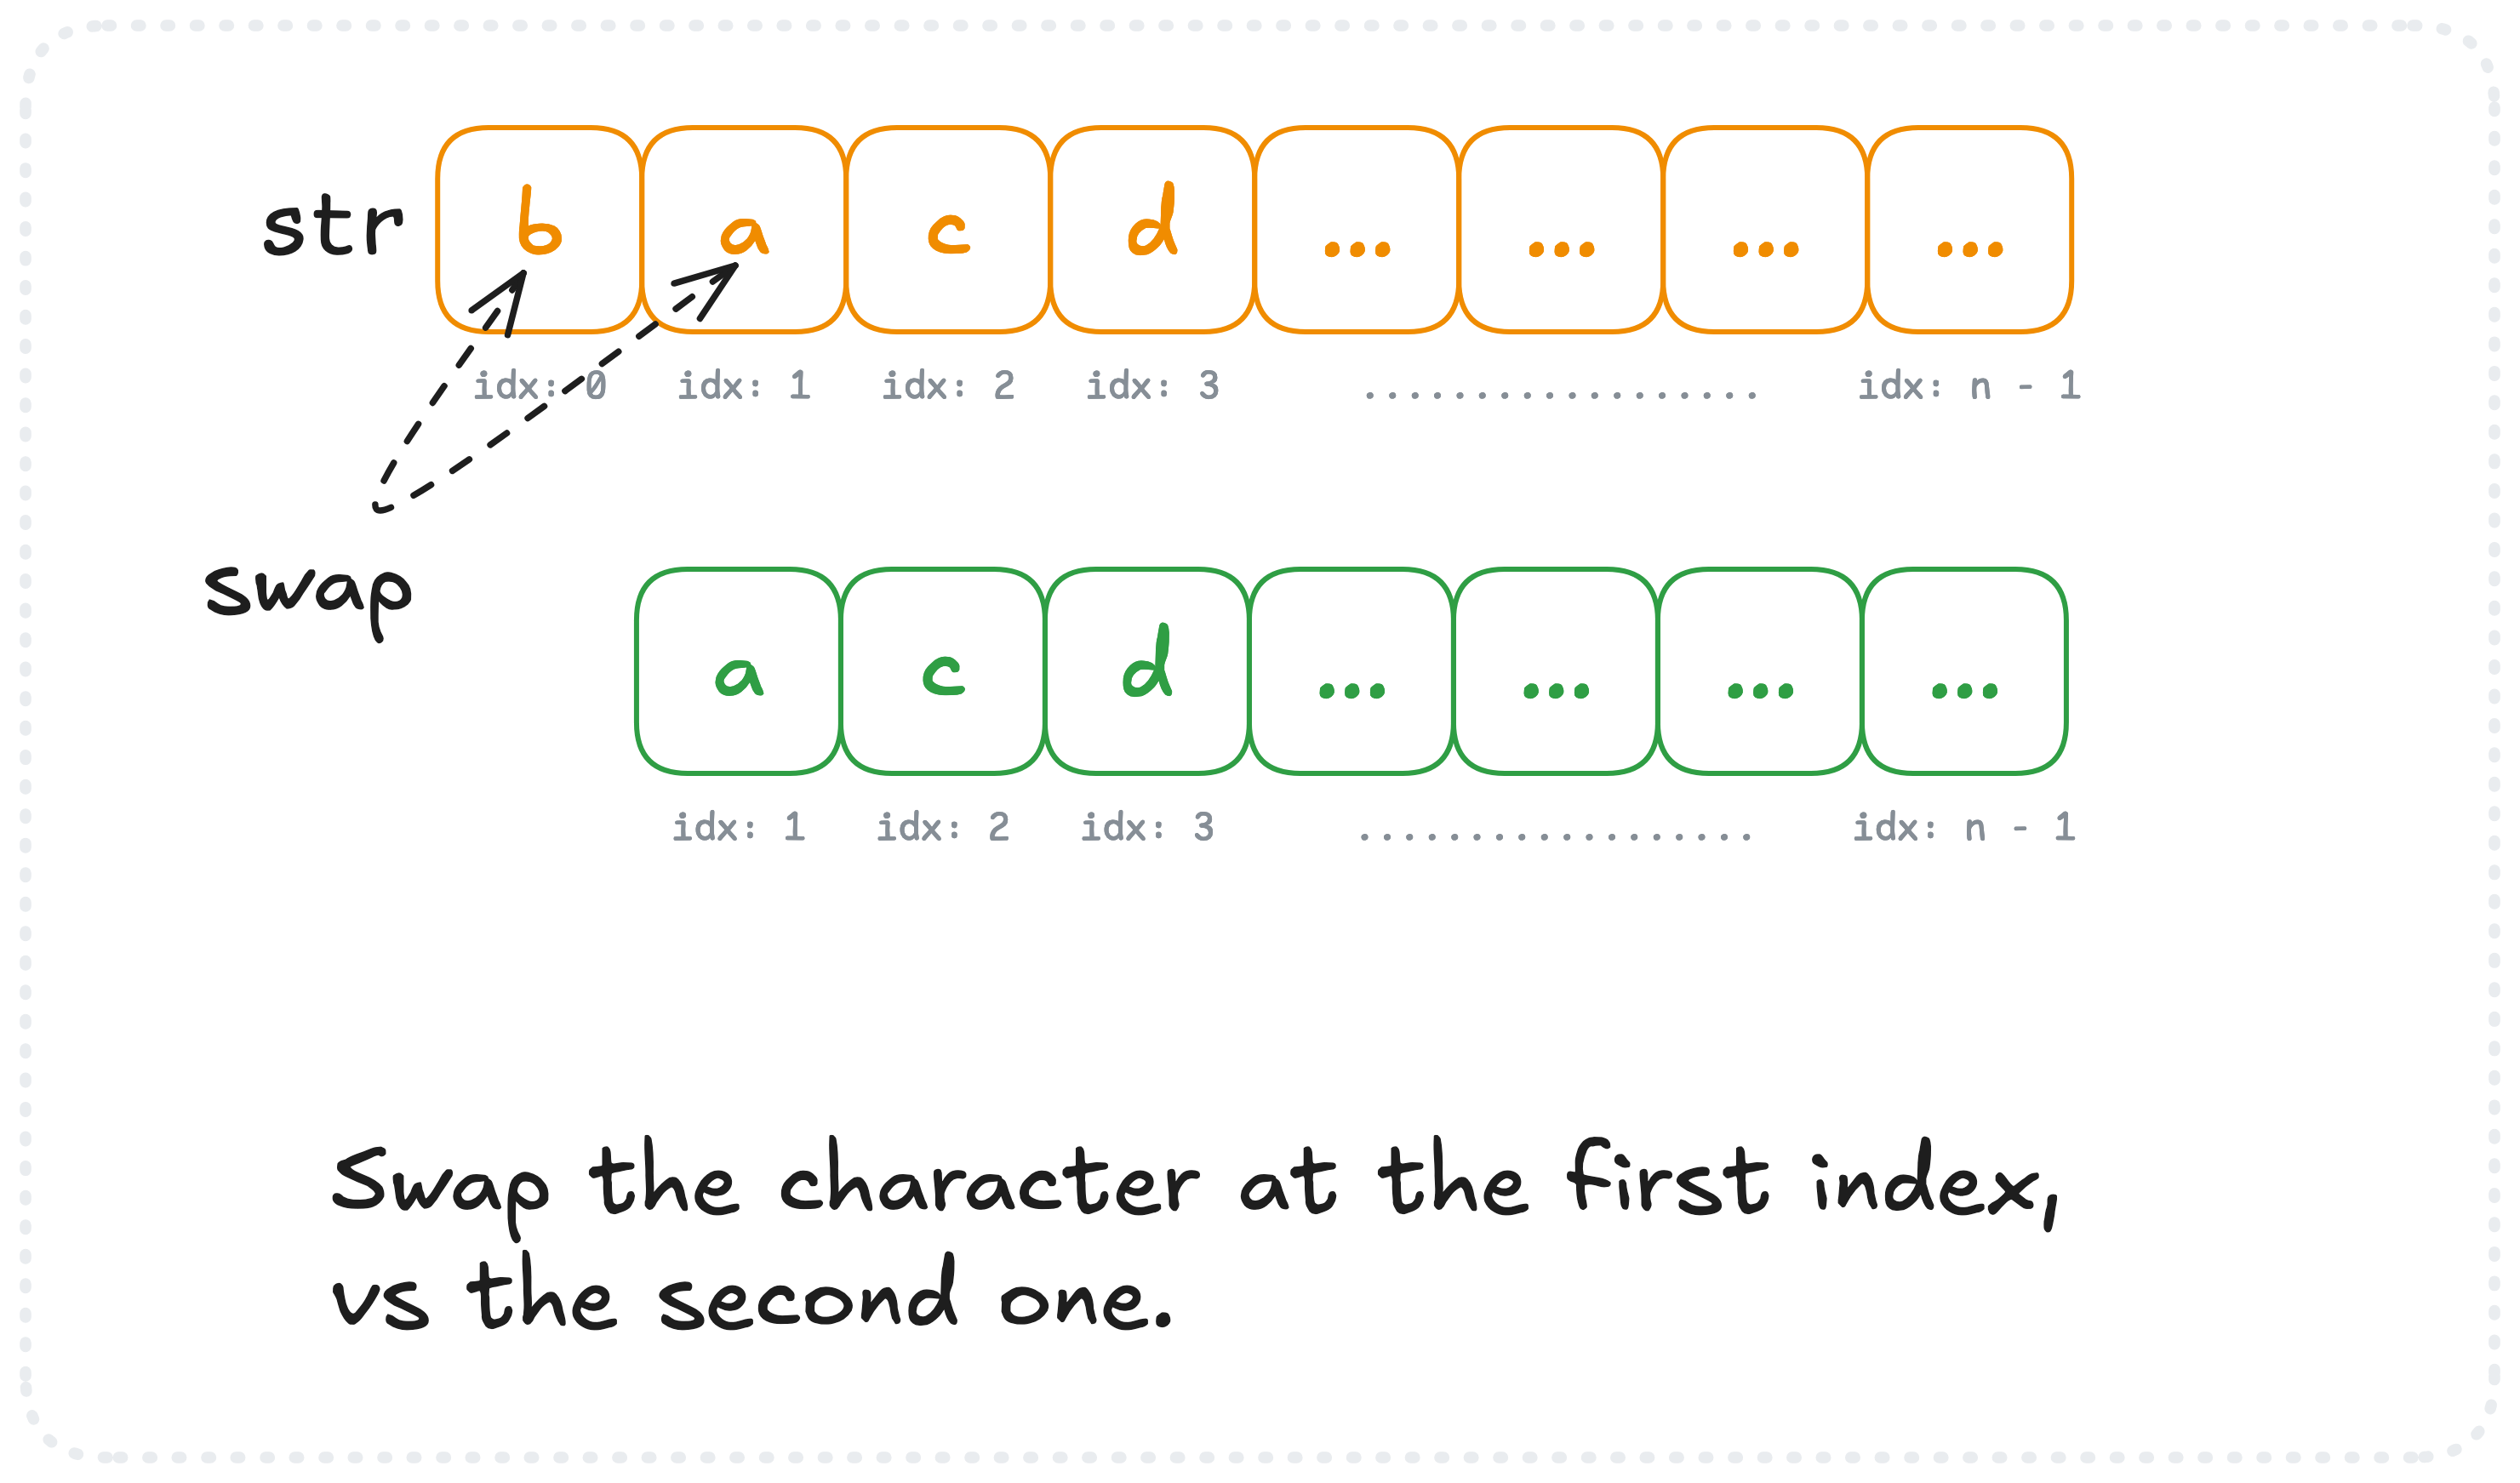 str b a c d ... ... ... ...
idx: 0 idx: 1 idx: 2 idx: 3 .................. idx: n - 1
swap
a c d ... ... ... ...
idx: 1 idx: 2 idx: 3 .................. idx: n - 1
Swap the character at the first index,
vs the second one.